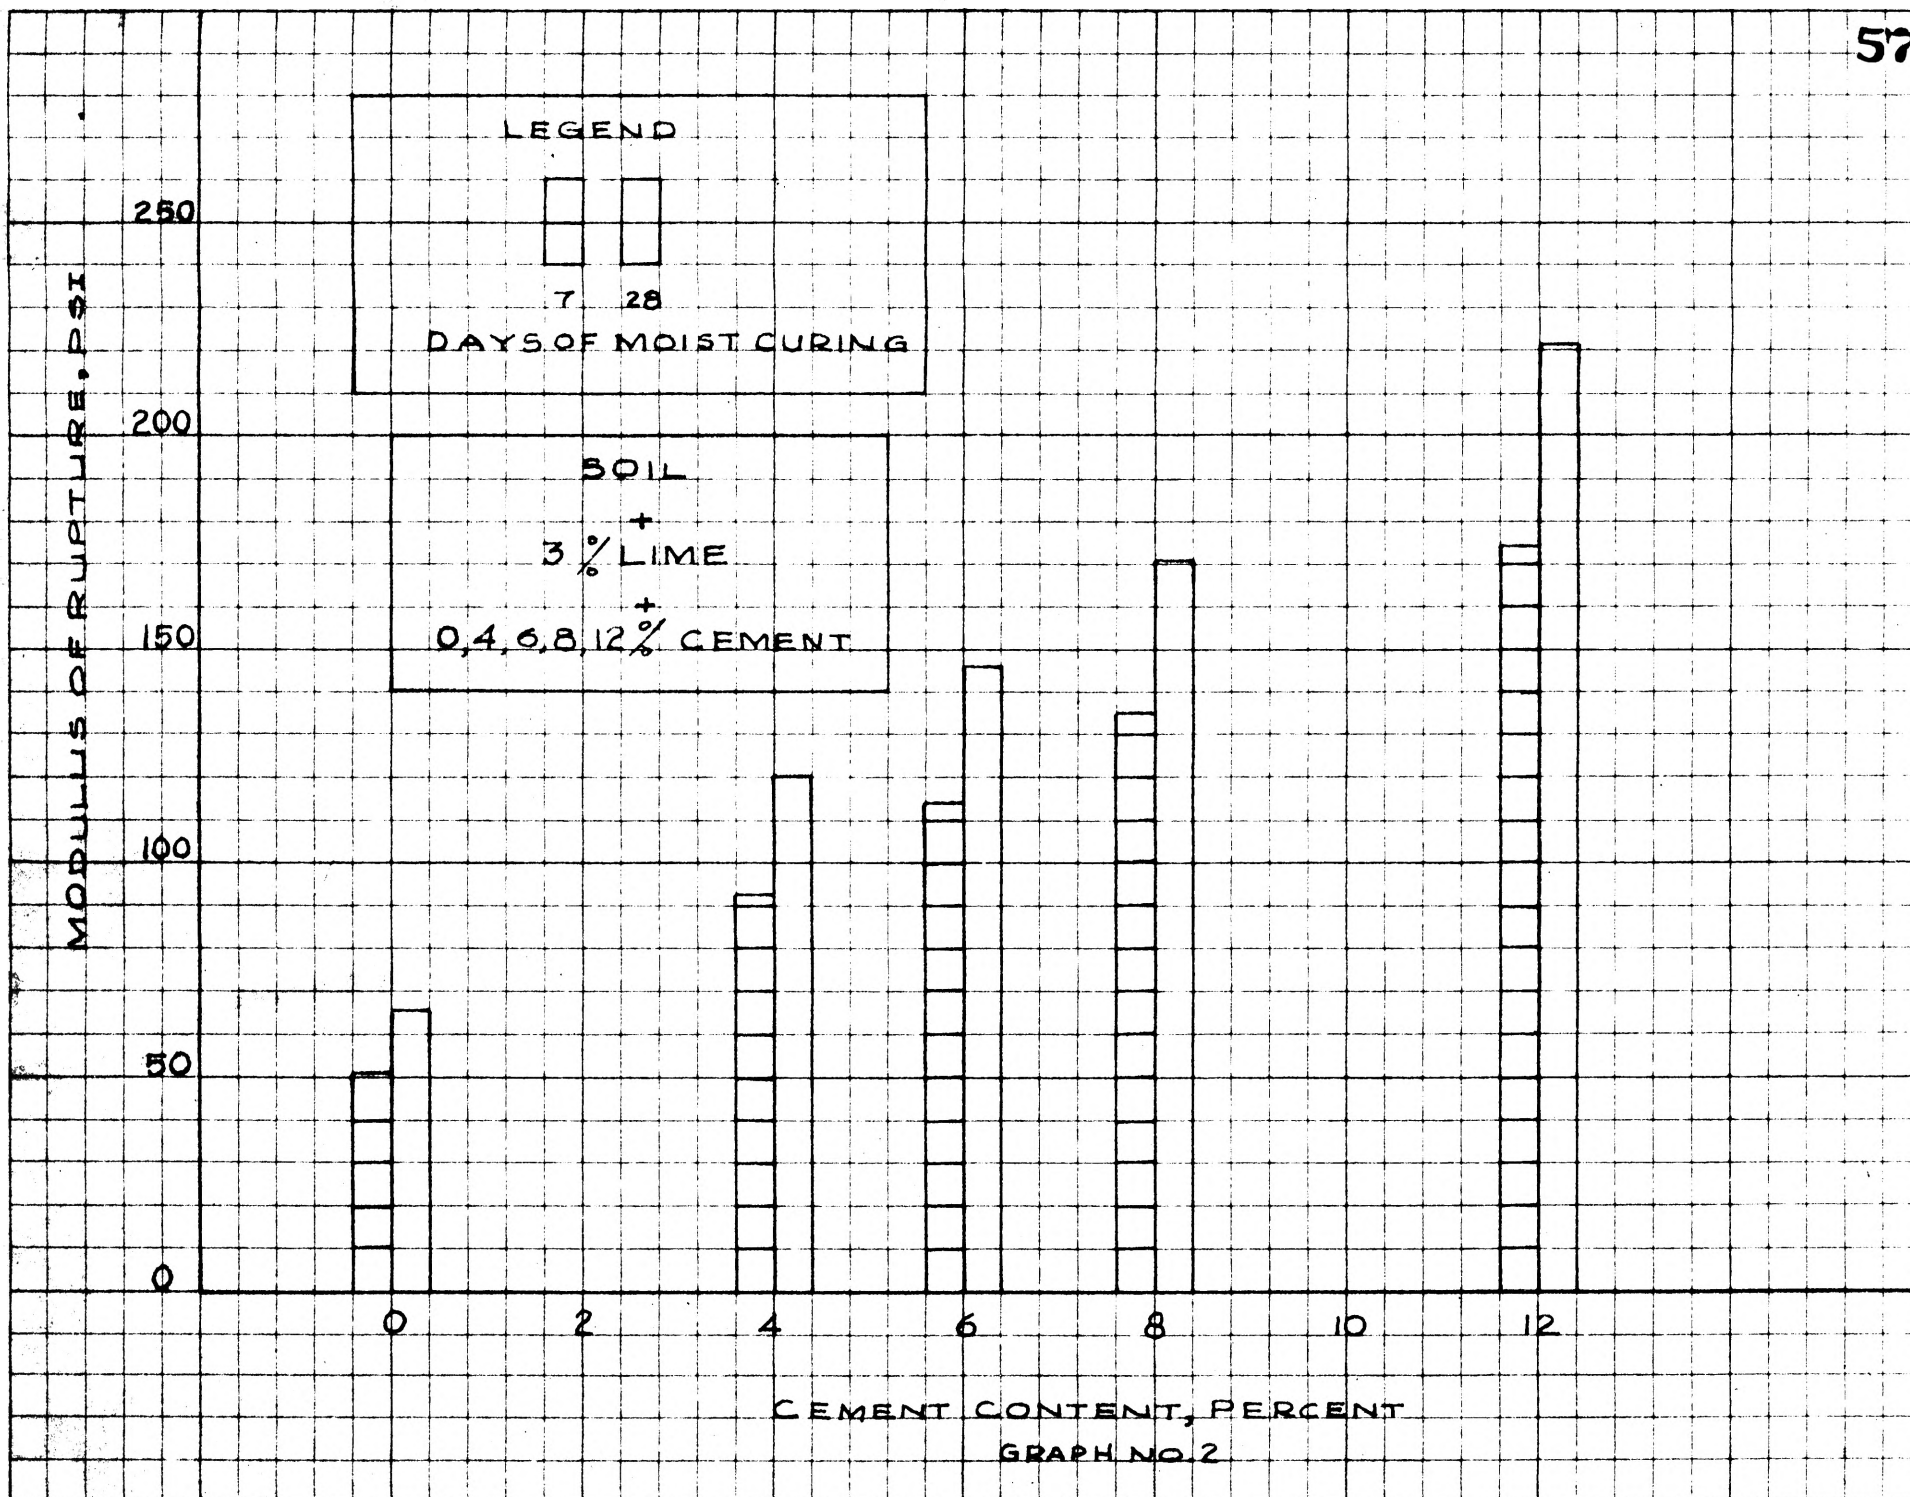 57
LEGEND
7 28
DAYS OF MOIST CURING
SOIL
+
3 % LIME
+
0,4,6,8,12% CEMENT
MODULUS OF RUPTURE, PSI
250
200
150
100
50
0
0 2 4 6 8 10 12
CEMENT CONTENT, PERCENT
GRAPH NO. 2